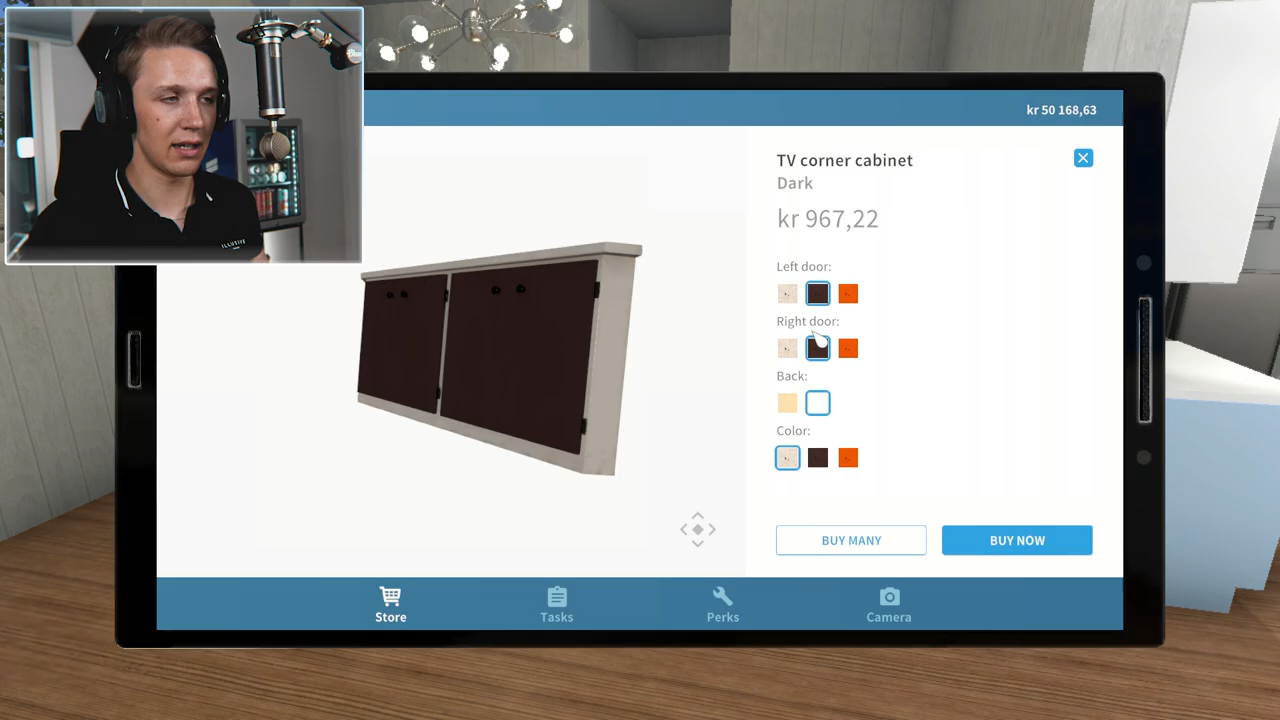 ILLUSIVE
kr 50 168,63
TV corner cabinet
Dark
kr 967,22
Left door:
Right door:
Back:
Color:
BUY MANY
BUY NOW
Store
Tasks
Perks
Camera